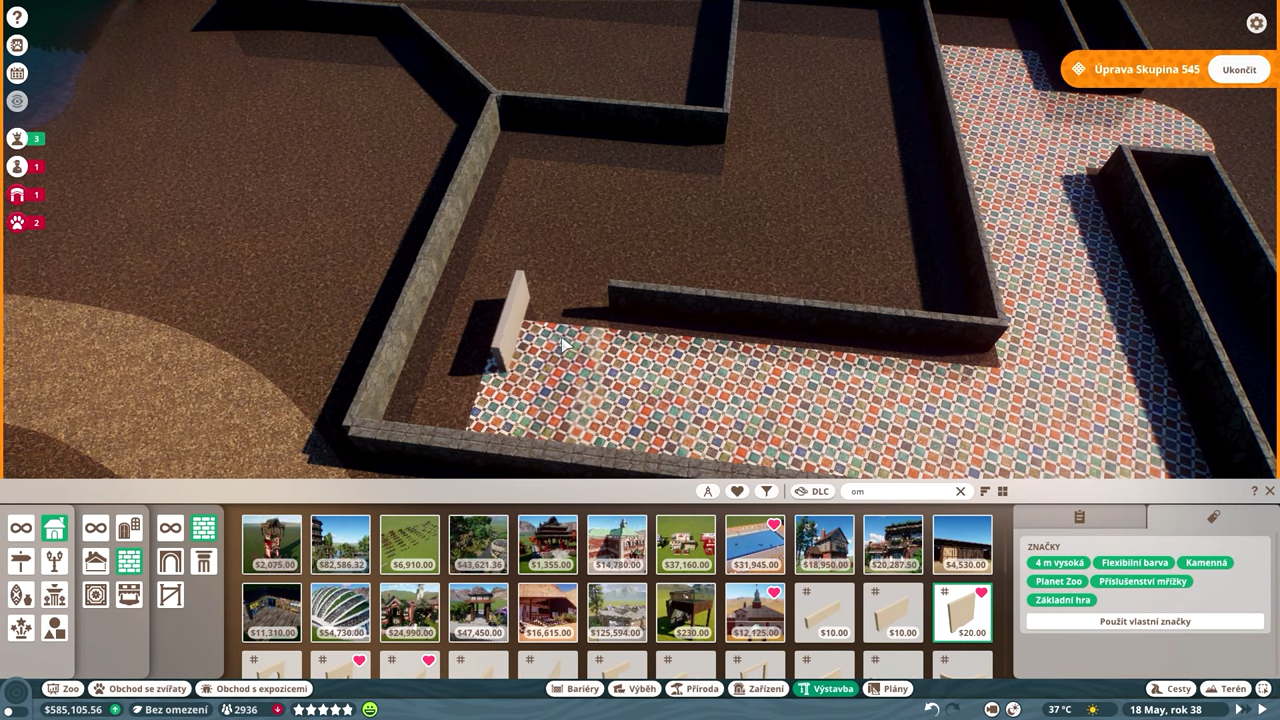 Úprava Skupina 545
Ukončit
3
1
1
2
DLC
om
$2,075.00
$82,586.32
$6,910.00
$43,621.36
$1,355.00
$14,780.00
$37,160.00
$31,945.00
$18,950.00
$20,287.50
$4,530.00
$11,310.00
$54,730.00
$24,990.00
$47,450.00
$16,615.00
$125,594.00
$230.00
$12,125.00
$10.00
$10.00
$20.00
ZNAČKY
4 m vysoká
Flexibilní barva
Kamenná
Planet Zoo
Příslušenství mřížky
Základní hra
Použít vlastní značky
Zoo
Obchod se zvířaty
Obchod s expozicemi
Bariéry
Výběh
Příroda
Zařízení
Výstavba
Plány
Cesty
Terén
$585,105.56
Bez omezení
2936
37 °C
18 May, rok 38